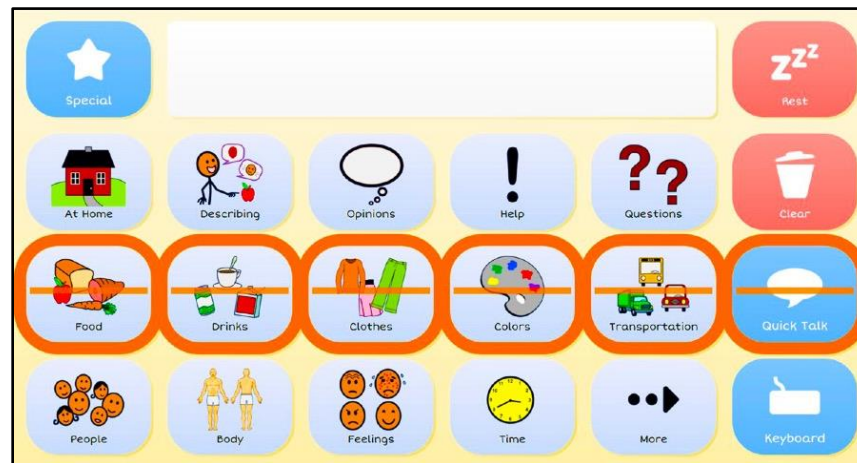 Special
zzz
Rest
At Home
Describing
Opinions
!
Help
??
Questions
Clear
Food
Drinks
Clothes
Colors
Transportation
Quick Talk
People
Body
Feelings
Time
More
Keyboard